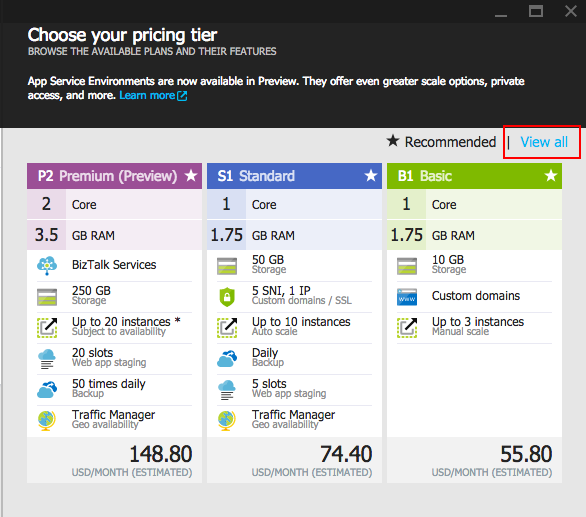 Choose your pricing tier
BROWSE THE AVAILABLE PLANS AND THEIR FEATURES
App Service Environments are now available in Preview. They offer even greater scale options, private
access, and more. Learn more
★ Recommended | View all
P2 Premium (Preview) ★
2 Core
3.5 GB RAM
BizTalk Services
250 GB
Storage
Up to 20 instances *
Subject to availability
20 slots
Web app staging
50 times daily
Backup
Traffic Manager
Geo availability
148.80
USD/MONTH (ESTIMATED)
S1 Standard ★
1 Core
1.75 GB RAM
50 GB
Storage
5 SNI, 1 IP
Custom domains / SSL
Up to 10 instances
Auto scale
Daily
Backup
5 slots
Web app staging
Traffic Manager
Geo availability
74.40
USD/MONTH (ESTIMATED)
B1 Basic ★
1 Core
1.75 GB RAM
10 GB
Storage
www
Custom domains
Up to 3 instances
Manual scale
55.80
USD/MONTH (ESTIMATED)